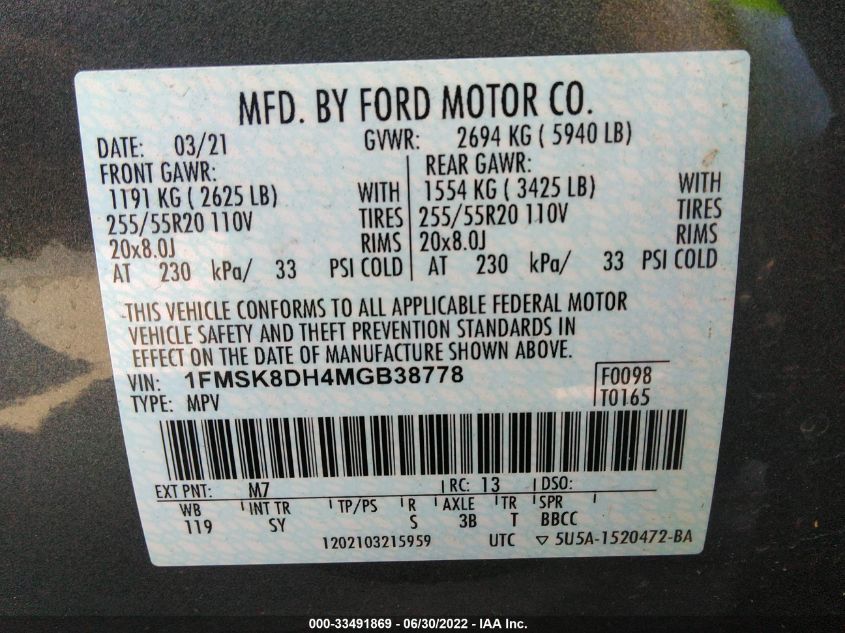 MFD. BY FORD MOTOR CO.
DATE: 03/21 GVWR: 2694 KG ( 5940 LB)
FRONT GAWR: REAR GAWR:
1191 KG ( 2625 LB) WITH 1554 KG ( 3425 LB) WITH
255/55R20 110V TIRES 255/55R20 110V TIRES
20x8.0J RIMS 20x8.0J RIMS
AT 230 kPa/ 33 PSI COLD AT 230 kPa/ 33 PSI COLD
THIS VEHICLE CONFORMS TO ALL APPLICABLE FEDERAL MOTOR
VEHICLE SAFETY AND THEFT PREVENTION STANDARDS IN
EFFECT ON THE DATE OF MANUFACTURE SHOWN ABOVE.
VIN: 1FMSK8DH4MGB38778 F0098
TYPE: MPV T0165
EXT PNT: M7 RC: 13 DSO:
WB INT TR TP/PS R AXLE TR SPR
119 SY S 3B T BBCC
1202103215959 UTC ▽ 5U5A-1520472-BA
000-33491869 - 06/30/2022 - IAA Inc.